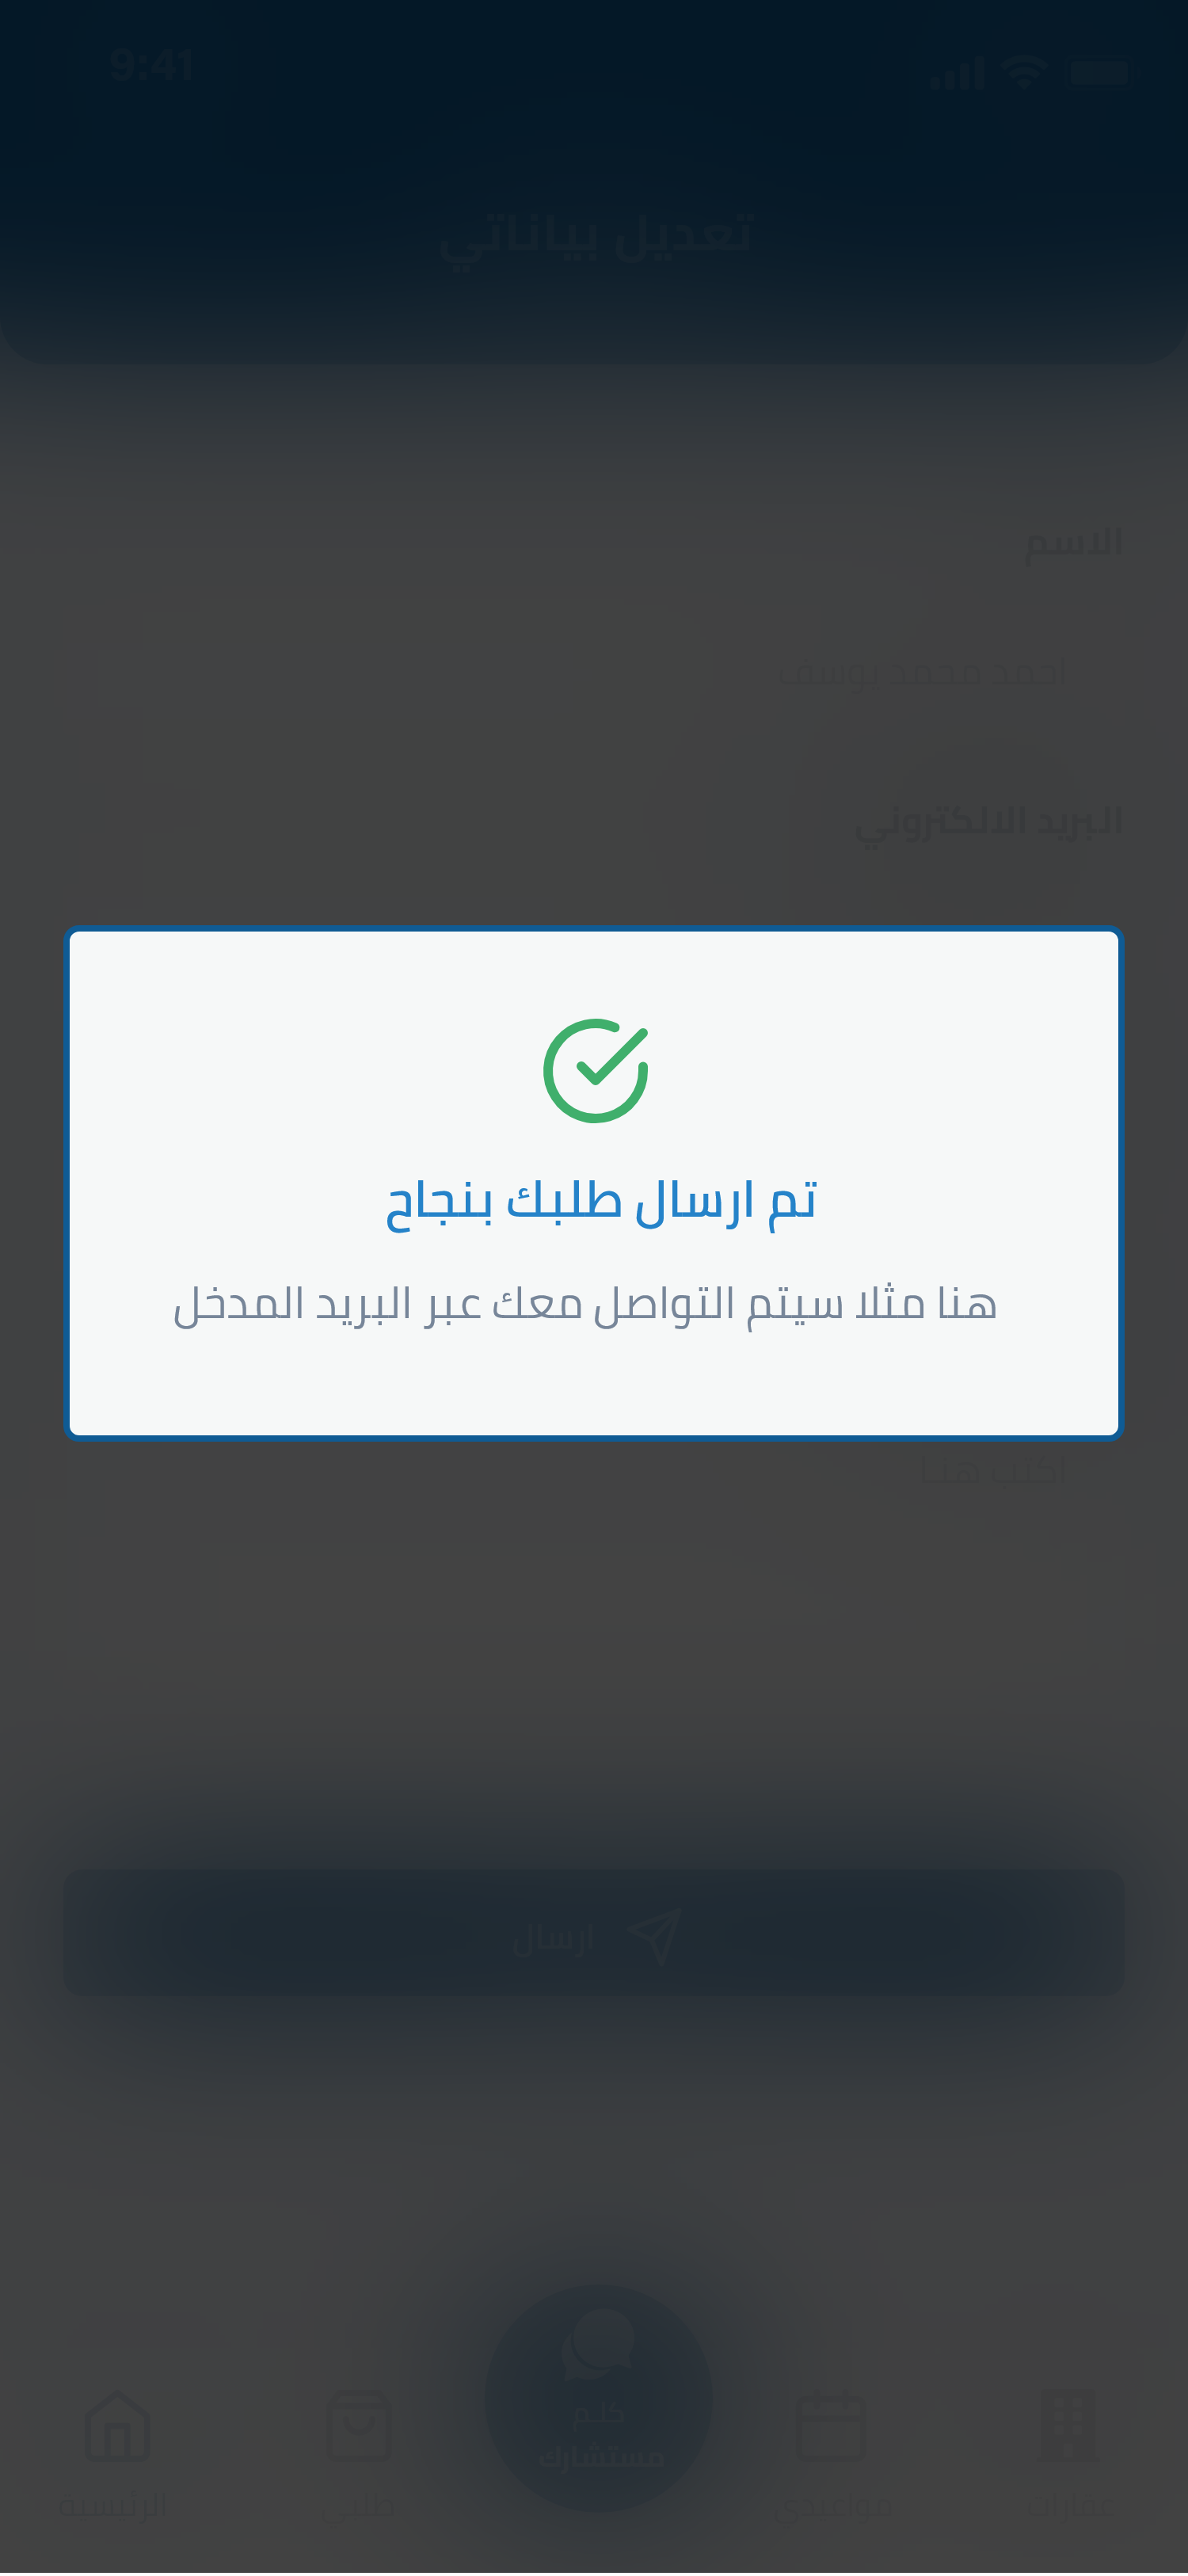 9:41
تعديل بياناتي
الاسم
احمد محمد يوسف
البريد الالكتروني
تم ارسال طلبك بنجاح
هنا مثلا سيتم التواصل معك عبر البريد المدخل
اكتب هنا
ارسال
كلم
مستشارك
عقارات
الرئيسية